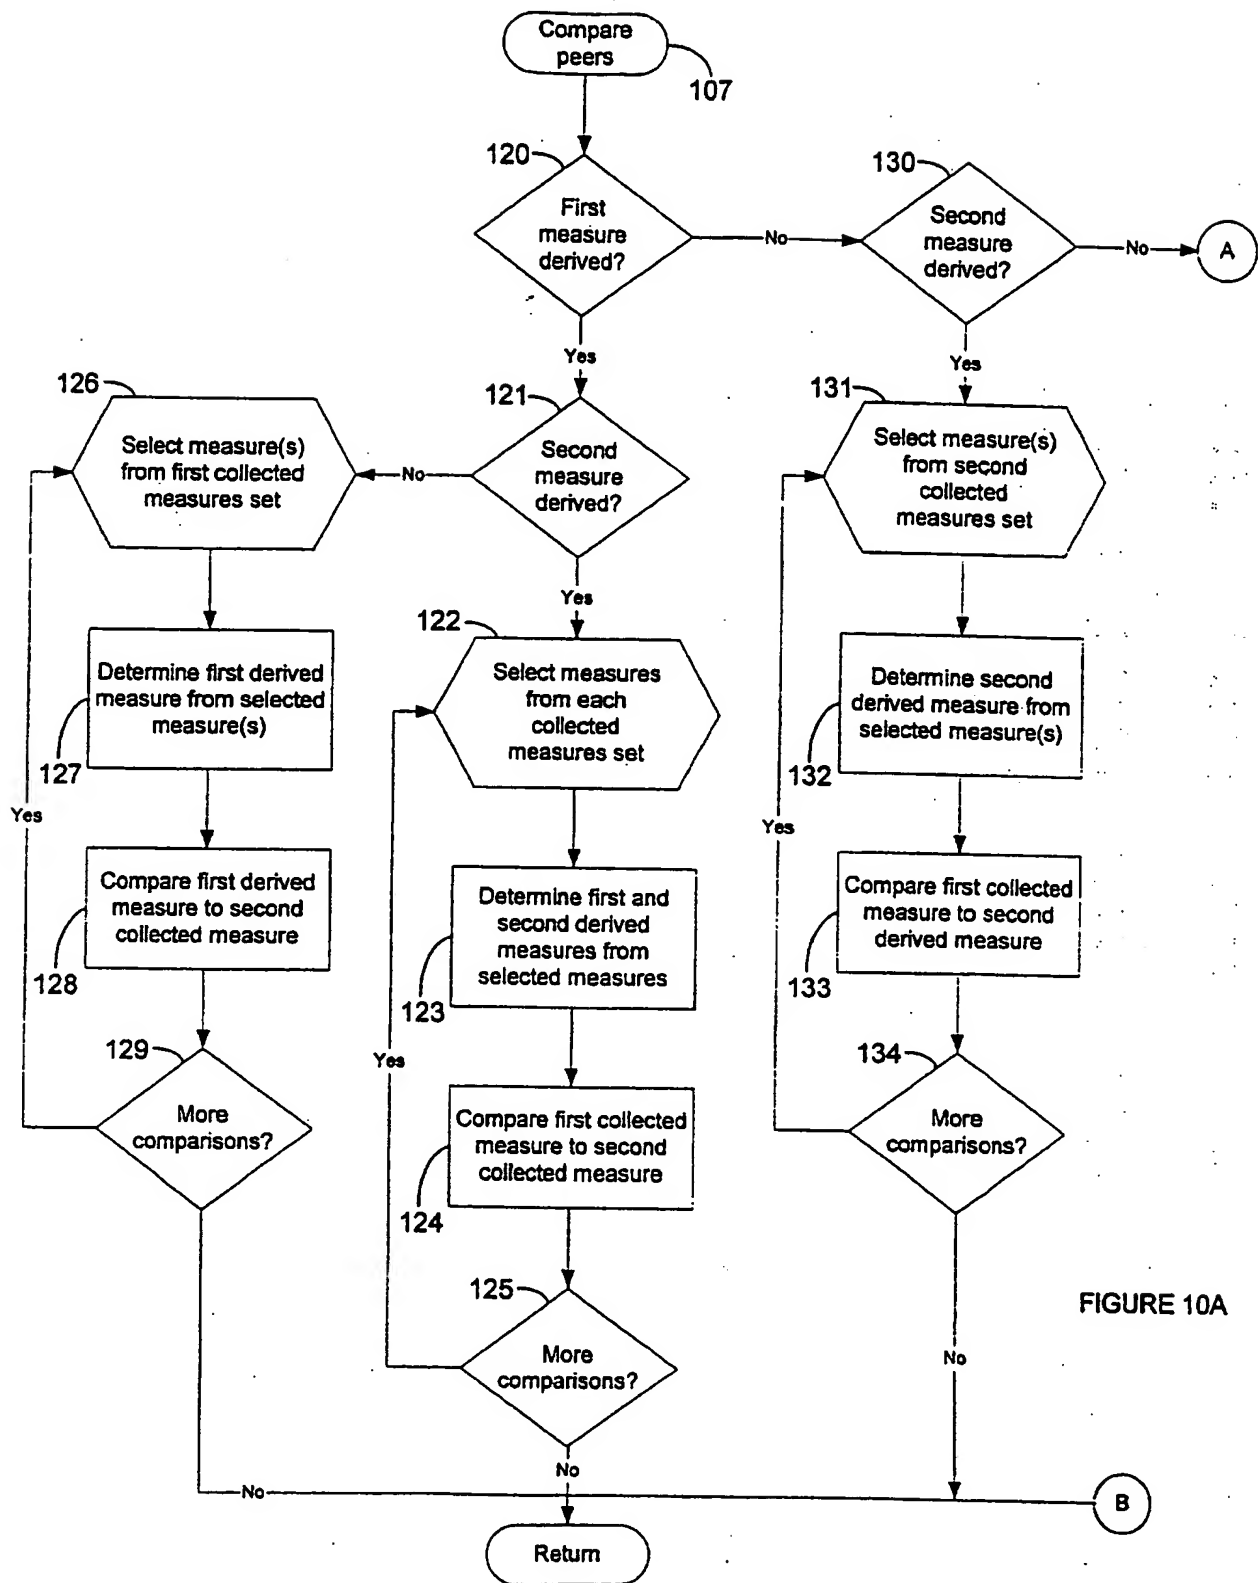 Compare
peers
107
120
First
measure
derived?
No
130
Second
measure
derived?
No
A
Yes
Yes
126
Select measure(s)
from first collected
measures set
No
121
Second
measure
derived?
131
Select measure(s)
from second
collected
measures set
Yes
122
Select measures
from each
collected
measures set
Determine first derived
measure from selected
measure(s)
127
Determine second
derived measure from
selected measure(s)
132
Yes
Yes
Compare first derived
measure to second
collected measure
128
Determine first and
second derived
measures from
selected measures
123
Compare first collected
measure to second
derived measure
133
129
More
comparisons?
Yes
134
More
comparisons?
Compare first collected
measure to second
collected measure
124
125
More
comparisons?
FIGURE 10A
No
No
No
B
Return